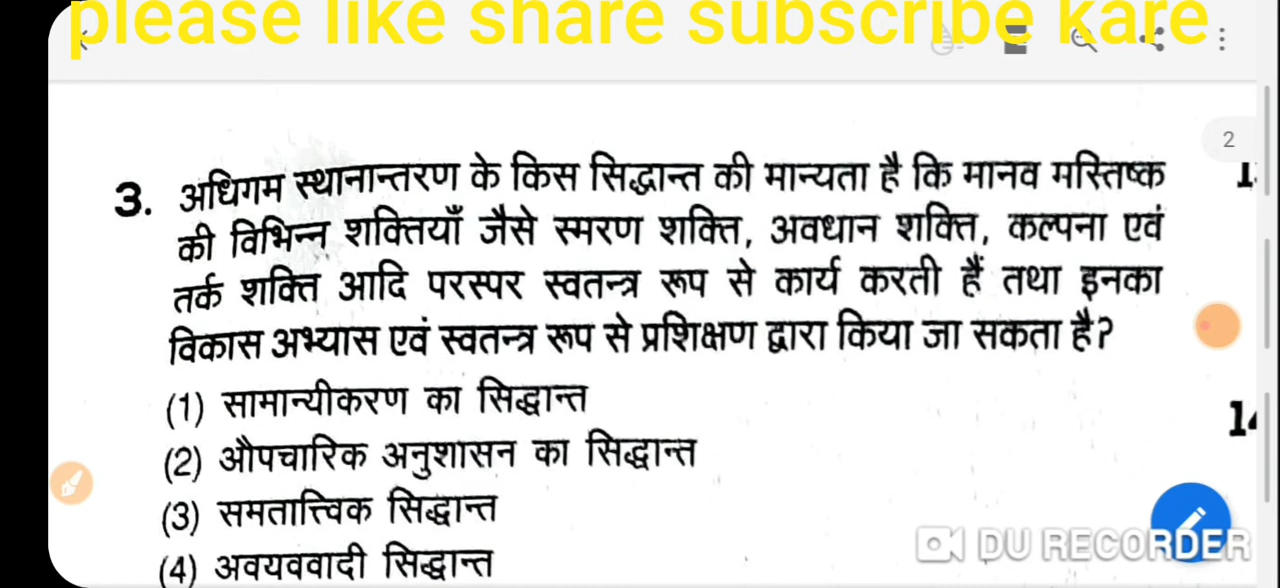 please like share subscribe kare
2
3. अधिगम स्थानान्तरण के किस सिद्धान्त की मान्यता है कि मानव मस्तिष्क
की विभिन्न शक्तियाँ जैसे स्मरण शक्ति, अवधान शक्ति, कल्पना एवं
तर्क शक्ति आदि परस्पर स्वतन्त्र रूप से कार्य करती हैं तथा इनका
विकास अभ्यास एवं स्वतन्त्र रूप से प्रशिक्षण द्वारा किया जा सकता है?
(1) सामान्यीकरण का सिद्धान्त
(2) औपचारिक अनुशासन का सिद्धान्त
(3) समतात्त्विक सिद्धान्त
(4) अवयववादी सिद्धान्त
DU RECORDER